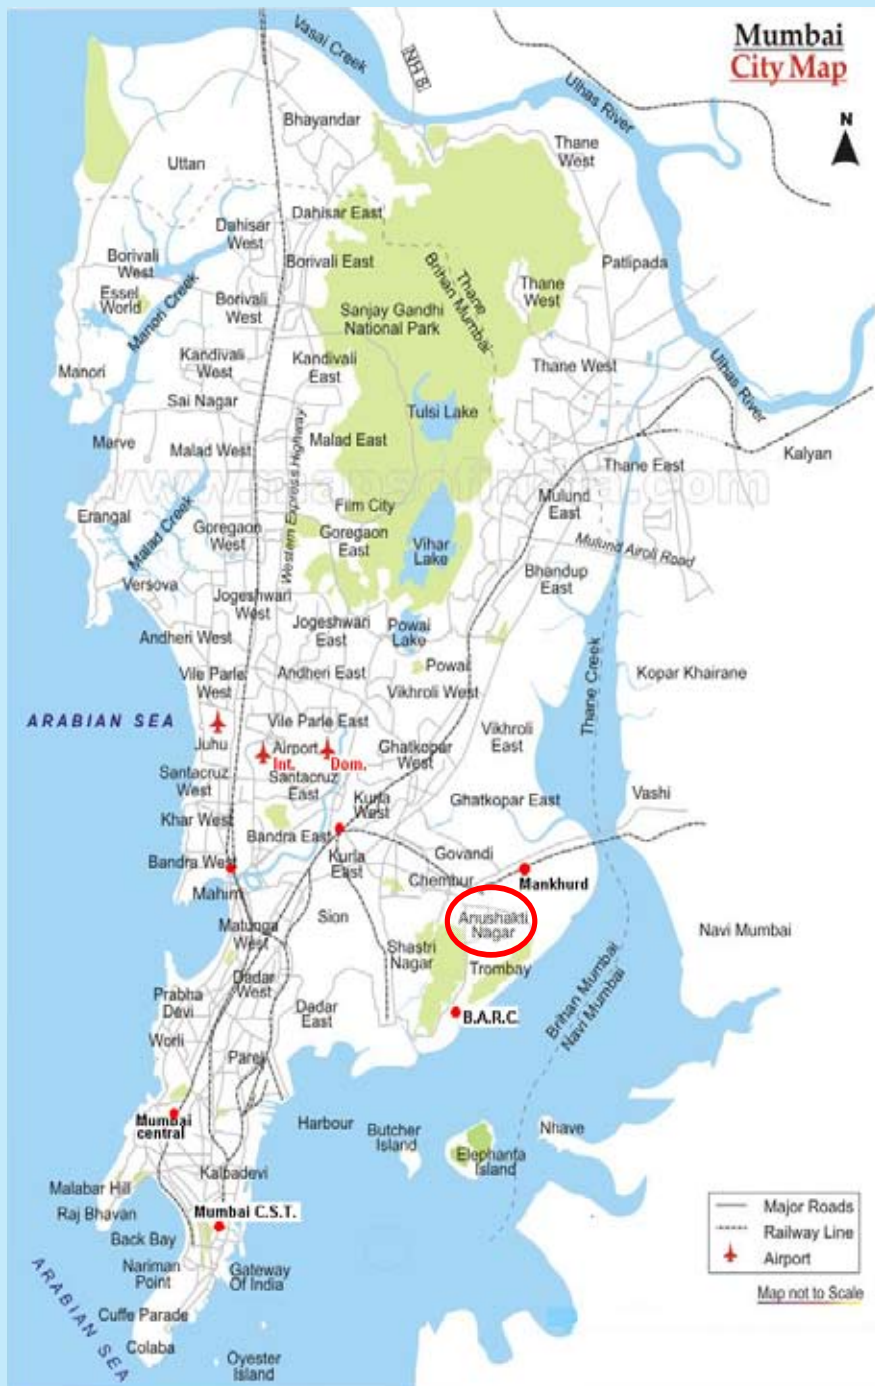 Mumbai
City Map
N
Vasai Creek
NH 8
Ulhas River
Bhayandar
Thane
West
Uttan
Dahisar East
Dahisar
West
Borivali
West
Borivali East
Thane
Brihan Mumbai
Patlipada
Essel
World
Manori Creek
Borivali
West
Sanjay Gandhi
National Park
Thane
West
Kandivali
West
Kandivali
East
Thane West
Ulhas River
Manori
Sai Nagar
Tulsi Lake
Marve
Malad West
Western Express Highway
Malad East
Thane East
Kalyan
www.mapsofindia.com
Erangal
Malad Creek
Goregaon
West
Film City
Goregaon
East
Vihar
Lake
Mulund
East
Mulund Airoli Road
Versova
Jogeshwari
West
Bhandup
East
Andheri West
Jogeshwari
East
Powai
Lake
Vile Parle
West
Andheri East
Powai
Vikhroli West
Thane Creek
Kopar Khairane
ARABIAN SEA
Vile Parle East
Vikhroli
East
Juhu
Airport
Int.
Dom.
Ghatkopar
West
Santacruz
West
Santacruz
East
Kurla
West
Ghatkopar East
Vashi
Khar West
Bandra East
Bandra West
Kurla
East
Govandi
Mahim
Chembur
Mankhurd
Matunga
West
Sion
Anushakti
Nagar
Navi Mumbai
Shastri
Nagar
Trombay
Dadar
West
Prabha
Devi
Dadar
East
B.A.R.C.
Brihan Mumbai
Navi Mumbai
Worli
Parel
Mumbai
central
Harbour
Butcher
Island
Elephanta
Island
Nhave
Kalbadevi
Malabar Hill
Raj Bhavan
Mumbai C.S.T.
Back Bay
Nariman
Point
Gateway
Of India
ARABIAN SEA
Cuffe Parade
Colaba
Oyester
Island
Major Roads
Railway Line
Airport
Map not to Scale